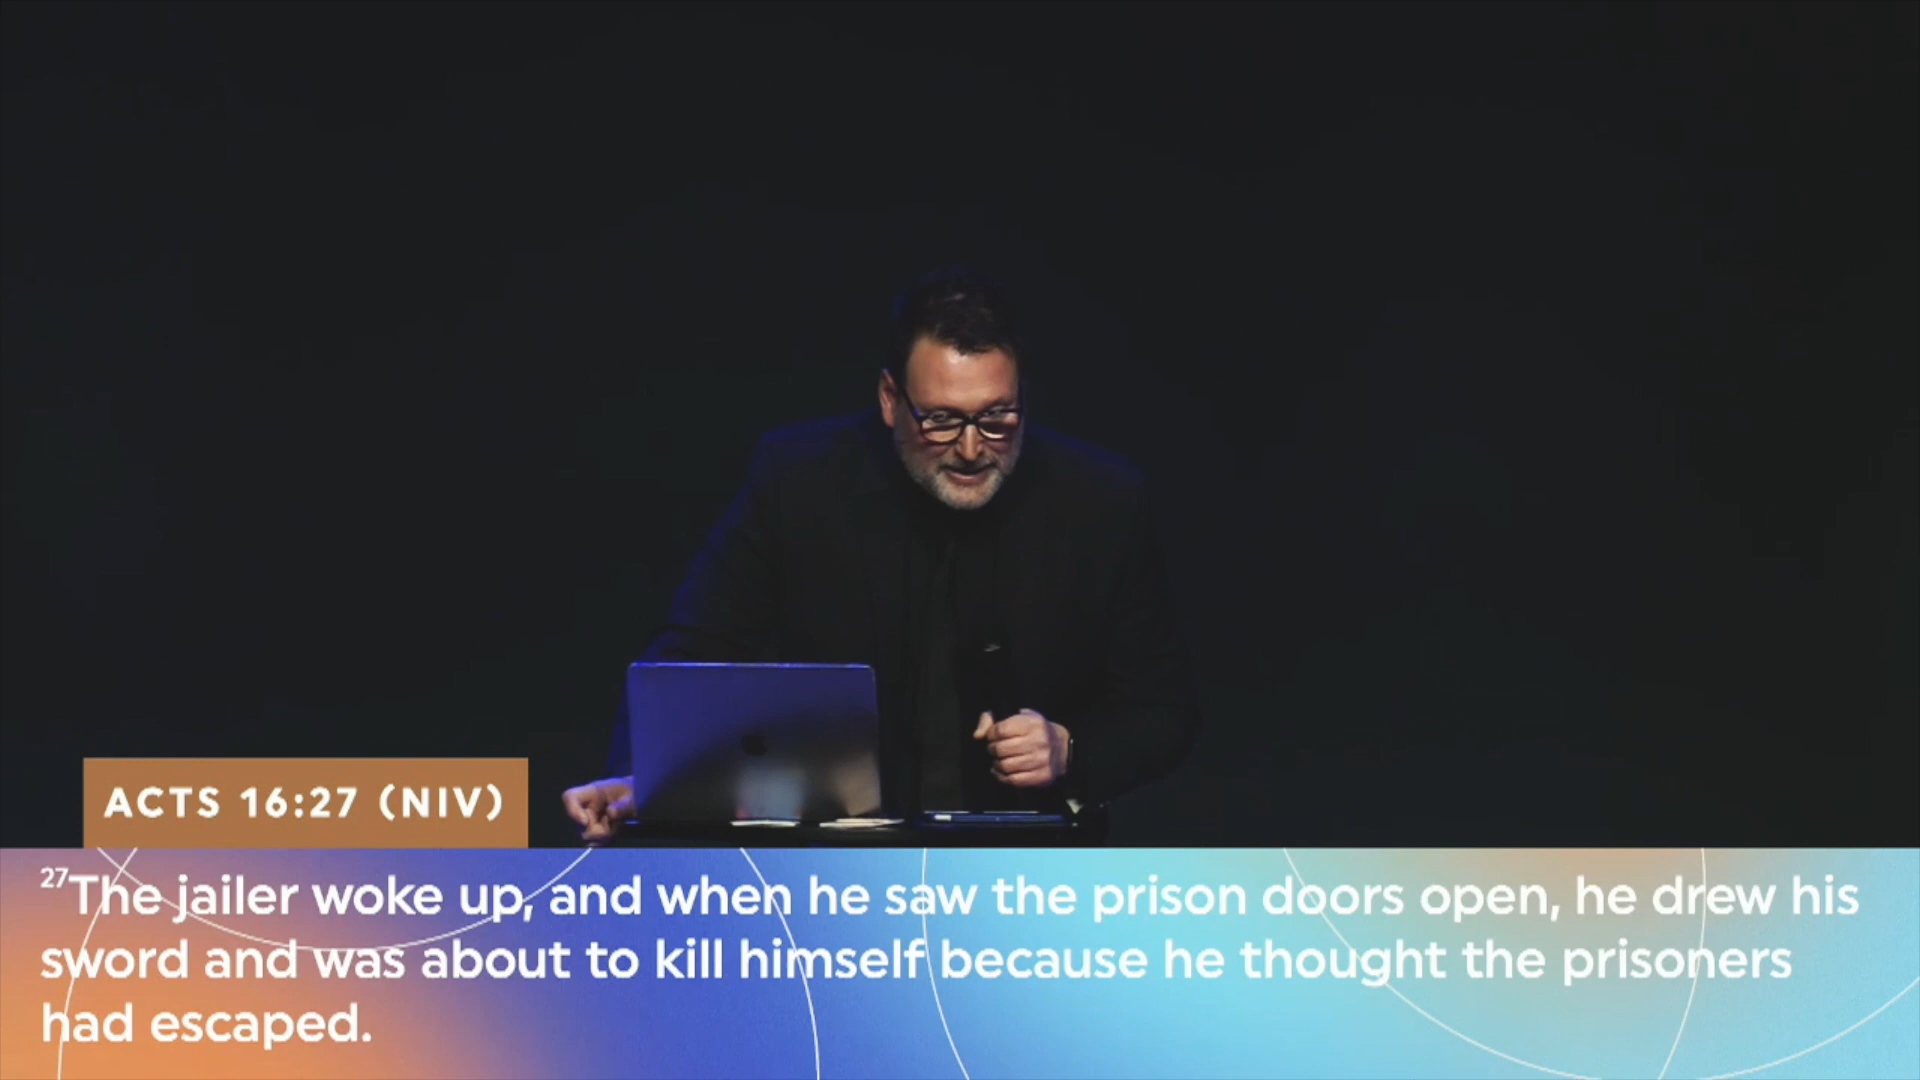 ACTS 16:27 (NIV)
27The jailer woke up, and when he saw the prison doors open, he drew his
sword and was about to kill himself because he thought the prisoners
had escaped.